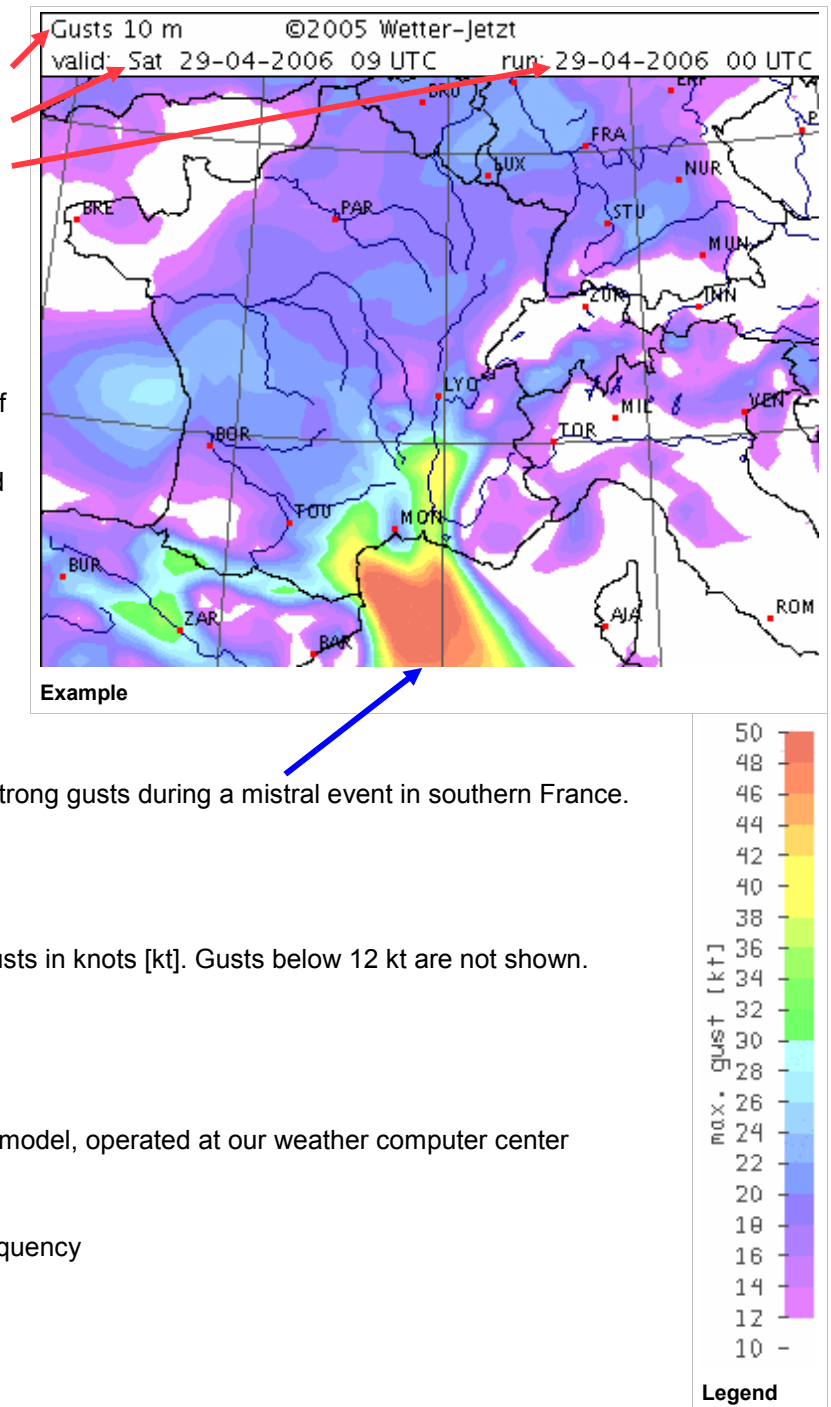 Gusts 10 m ©2005 Wetter-Jetzt
valid: Sat 29-04-2006 09 UTC run: 29-04-2006 00 UTC
BRU
FRA
LUX
NUR
BRE
PAR
STU
MUN
ZUR
INN
LYO
MIL
VEN
f
BOR
TOR
d
TOU
MON
BUR
ZAR
AJA
ROM
BAR
Example
trong gusts during a mistral event in southern France.
usts in knots [kt]. Gusts below 12 kt are not shown.
model, operated at our weather computer center
quency
50
48
46
44
42
40
38
36
34
32
30
28
26
24
22
20
18
16
14
12
10
max. gust [kt]
Legend